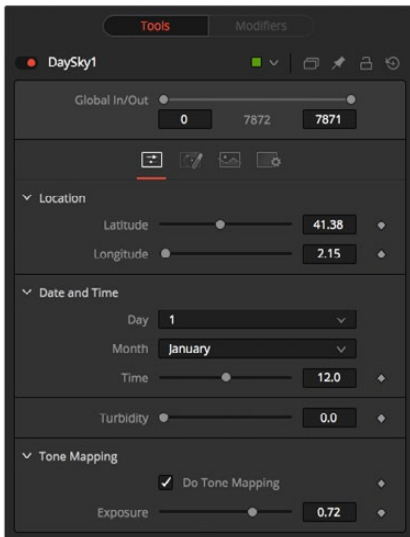 Tools Modifiers
DaySky1
Global In/Out
0 7872 7871
Location
Latitude 41.38
Longitude 2.15
Date and Time
Day 1
Month January
Time 12.0
Turbidity 0.0
Tone Mapping
Do Tone Mapping
Exposure 0.72